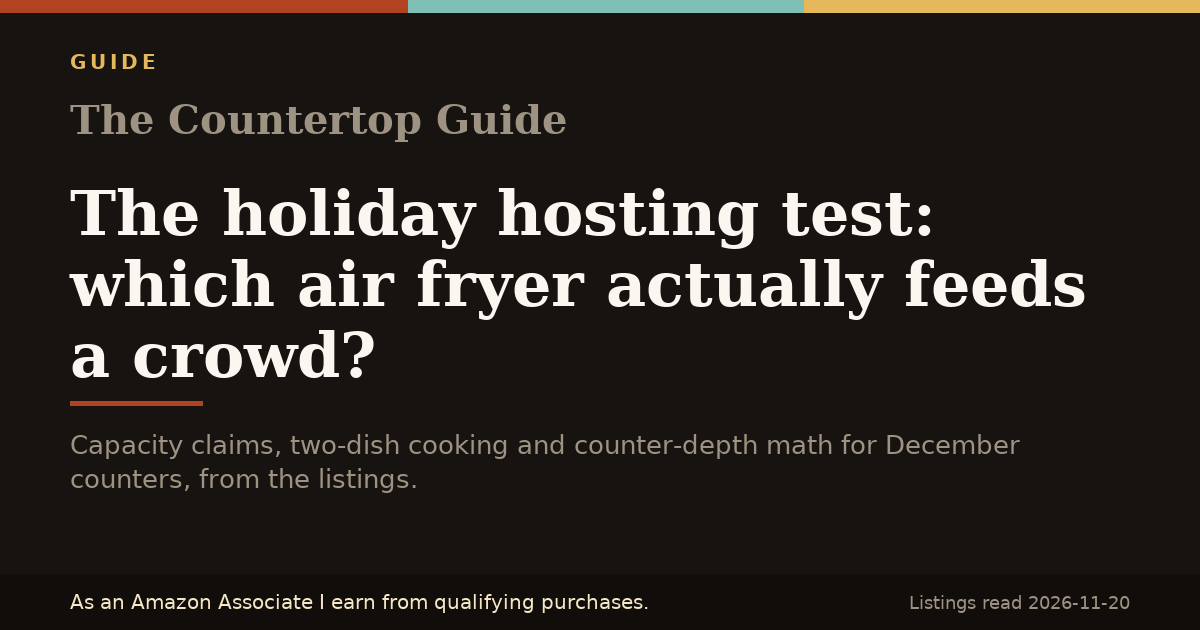 GUIDE
The Countertop Guide
The holiday hosting test:
which air fryer actually feeds
a crowd?
Capacity claims, two-dish cooking and counter-depth math for December
counters, from the listings.
As an Amazon Associate I earn from qualifying purchases.
Listings read 2026-11-20